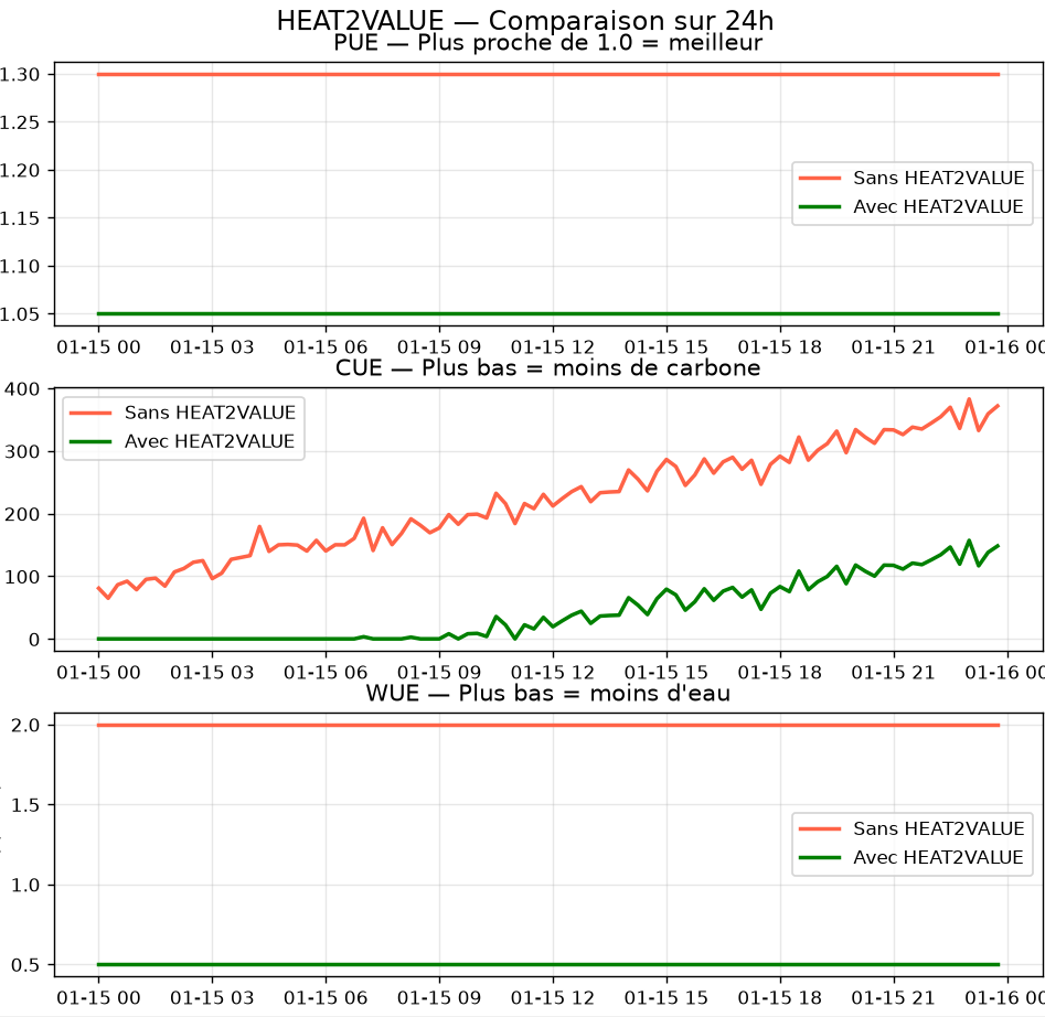 HEAT2VALUE — Comparaison sur 24h
PUE — Plus proche de 1.0 = meilleur
1.30
1.25
1.20
1.15
1.10
1.05
Sans HEAT2VALUE
Avec HEAT2VALUE
01-15 00 01-15 03 01-15 06 01-15 09 01-15 12 01-15 15 01-15 18 01-15 21 01-16 00
CUE — Plus bas = moins de carbone
400
300
200
100
0
Sans HEAT2VALUE
Avec HEAT2VALUE
01-15 00 01-15 03 01-15 06 01-15 09 01-15 12 01-15 15 01-15 18 01-15 21 01-16 00
WUE — Plus bas = moins d'eau
2.0
1.5
1.0
0.5
Sans HEAT2VALUE
Avec HEAT2VALUE
01-15 00 01-15 03 01-15 06 01-15 09 01-15 12 01-15 15 01-15 18 01-15 21 01-16 00